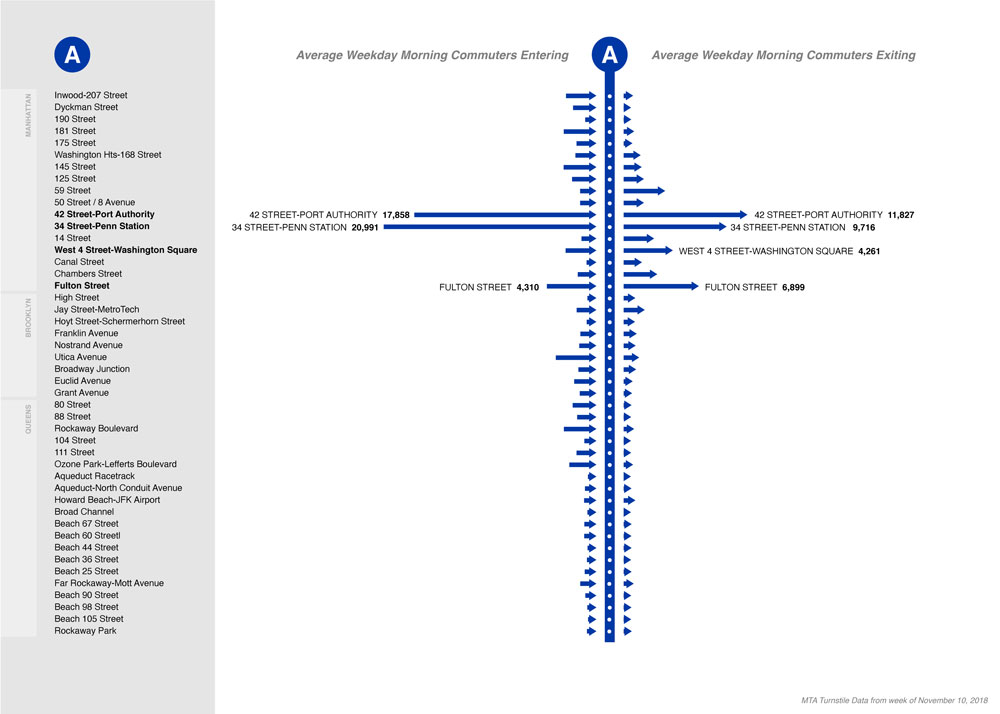 A
MANHATTAN
Inwood-207 Street
Dyckman Street
190 Street
181 Street
175 Street
Washington Hts-168 Street
145 Street
125 Street
59 Street
50 Street / 8 Avenue
42 Street-Port Authority
34 Street-Penn Station
14 Street
West 4 Street-Washington Square
Canal Street
Chambers Street
Fulton Street
BROOKLYN
High Street
Jay Street-MetroTech
Hoyt Street-Schermerhorn Street
Franklin Avenue
Nostrand Avenue
Utica Avenue
Broadway Junction
Euclid Avenue
Grant Avenue
QUEENS
80 Street
88 Street
Rockaway Boulevard
104 Street
111 Street
Ozone Park-Lefferts Boulevard
Aqueduct Racetrack
Aqueduct-North Conduit Avenue
Howard Beach-JFK Airport
Broad Channel
Beach 67 Street
Beach 60 Streetl
Beach 44 Street
Beach 36 Street
Beach 25 Street
Far Rockaway-Mott Avenue
Beach 90 Street
Beach 98 Street
Beach 105 Street
Rockaway Park
Average Weekday Morning Commuters Entering
A
Average Weekday Morning Commuters Exiting
42 STREET-PORT AUTHORITY 17,858
42 STREET-PORT AUTHORITY 11,827
34 STREET-PENN STATION 20,991
34 STREET-PENN STATION 9,716
WEST 4 STREET-WASHINGTON SQUARE 4,261
FULTON STREET 4,310
FULTON STREET 6,899
MTA Turnstile Data from week of November 10, 2018